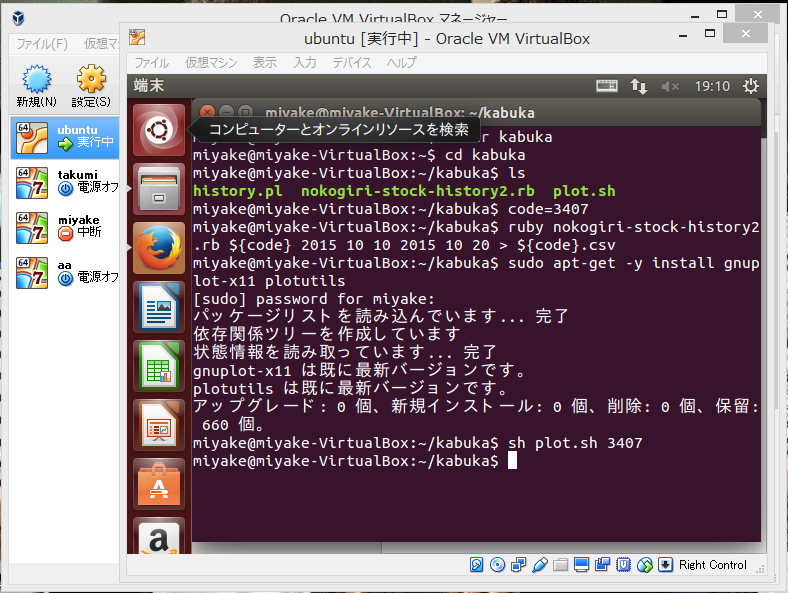 Oracle VM VirtualBox マネージャー
ubuntu [実行中] - Oracle VM VirtualBox
ファイル(F) 仮想マ
ファイル 仮想マシン 表示 入力 デバイス ヘルプ
新規(N) 設定(S)
端末 19:10
miyake@miyake-VirtualBox: ~/kabuka
コンピューターとオンラインリソースを検索
64 ubuntu
実行中
64 takumi
電源オフ
64 miyake
中断
64 aa
電源オフ
r kabuka
miyake@miyake-VirtualBox:~$ cd kabuka
miyake@miyake-VirtualBox:~/kabuka$ ls
history.pl nokogiri-stock-history2.rb plot.sh
miyake@miyake-VirtualBox:~/kabuka$ code=3407
miyake@miyake-VirtualBox:~/kabuka$ ruby nokogiri-stock-history2
.rb ${code} 2015 10 10 2015 10 20 > ${code}.csv
miyake@miyake-VirtualBox:~/kabuka$ sudo apt-get -y install gnup
lot-x11 plotutils
[sudo] password for miyake:
パッケージリストを読み込んでいます... 完了
依存関係ツリーを作成しています
状態情報を読み取っています... 完了
gnuplot-x11 は既に最新バージョンです。
plotutils は既に最新バージョンです。
アップグレード: 0 個、新規インストール: 0 個、削除: 0 個、保留:
660 個。
miyake@miyake-VirtualBox:~/kabuka$ sh plot.sh 3407
miyake@miyake-VirtualBox:~/kabuka$
a
Right Control